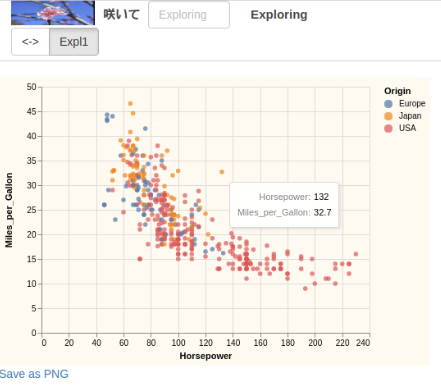 咲いて Exploring Exploring
<-> Expl1
50
45
40
35
30
25
20
15
10
5
0
Miles_per_Gallon
0 20 40 60 80 100 120 140 160 180 200 220 240
Horsepower
Origin
Europe
Japan
USA
Horsepower: 132
Miles_per_Gallon: 32.7
Save as PNG